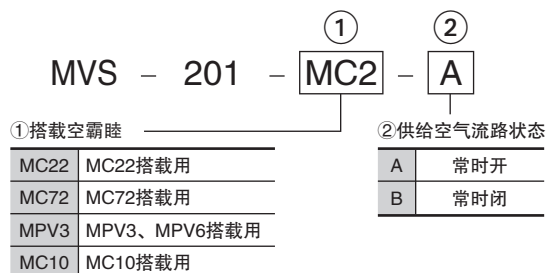 ① ②
MVS – 201 – MC2 – A
①搭载空霸睦
MC22 MC22搭载用
MC72 MC72搭载用
MPV3 MPV3、MPV6搭载用
MC10 MC10搭载用
②供给空气流路状态
A 常时开
B 常时闭